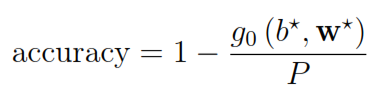 accuracy = 1 − g₀ (b⋆, w⋆) / P